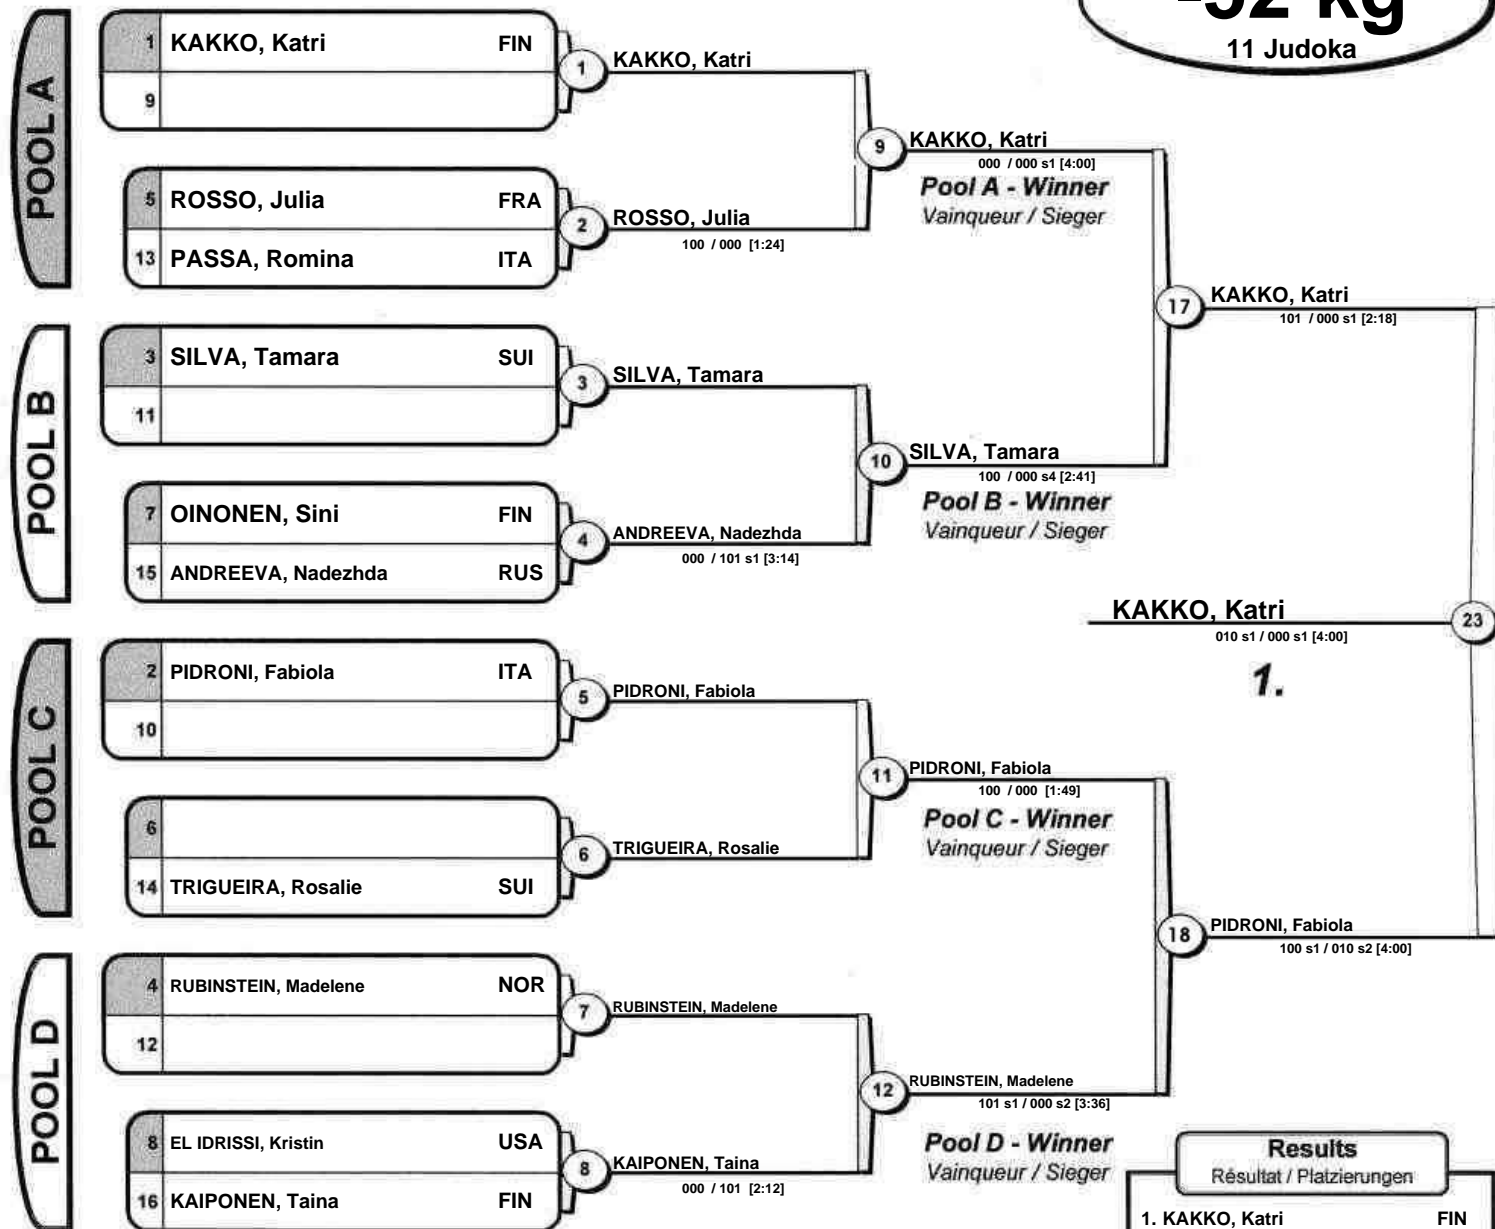 -52 kg
11 Judoka
POOL A
1 KAKKO, Katri FIN
9
1
KAKKO, Katri
5 ROSSO, Julia FRA
13 PASSA, Romina ITA
2
ROSSO, Julia
100 / 000 [1:24]
9
KAKKO, Katri
000 / 000 s1 [4:00]
Pool A - Winner
Vainqueur / Sieger
POOL B
3 SILVA, Tamara SUI
11
3
SILVA, Tamara
7 OINONEN, Sini FIN
15 ANDREEVA, Nadezhda RUS
4
ANDREEVA, Nadezhda
000 / 101 s1 [3:14]
10
SILVA, Tamara
100 / 000 s4 [2:41]
Pool B - Winner
Vainqueur / Sieger
17
KAKKO, Katri
101 / 000 s1 [2:18]
KAKKO, Katri
010 s1 / 000 s1 [4:00]
1.
23
POOL C
2 PIDRONI, Fabiola ITA
10
5
PIDRONI, Fabiola
6
14 TRIGUEIRA, Rosalie SUI
6
TRIGUEIRA, Rosalie
11
PIDRONI, Fabiola
100 / 000 [1:49]
Pool C - Winner
Vainqueur / Sieger
18
PIDRONI, Fabiola
100 s1 / 010 s2 [4:00]
POOL D
4 RUBINSTEIN, Madelene NOR
12
7
RUBINSTEIN, Madelene
8 EL IDRISSI, Kristin USA
16 KAIPONEN, Taina FIN
8
KAIPONEN, Taina
000 / 101 [2:12]
12
RUBINSTEIN, Madelene
101 s1 / 000 s2 [3:36]
Pool D - Winner
Vainqueur / Sieger
Results
Résultat / Platzierungen
1. KAKKO, Katri FIN